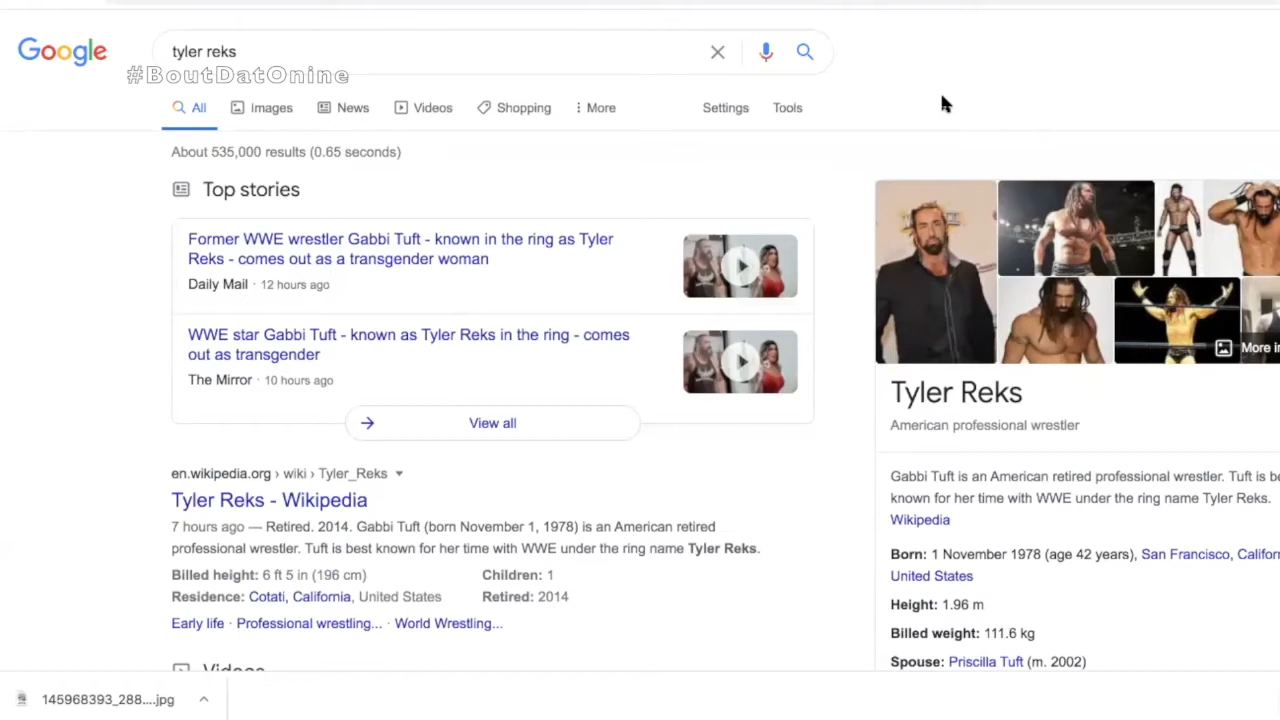 Google
tyler reks
#BoutDatOnine
All
Images
News
Videos
Shopping
More
Settings
Tools
About 535,000 results (0.65 seconds)
Top stories
Former WWE wrestler Gabbi Tuft - known in the ring as Tyler
Reks - comes out as a transgender woman
Daily Mail · 12 hours ago
WWE star Gabbi Tuft - known as Tyler Reks in the ring - comes
out as transgender
The Mirror · 10 hours ago
View all
en.wikipedia.org › wiki › Tyler_Reks
Tyler Reks - Wikipedia
7 hours ago — Retired. 2014. Gabbi Tuft (born November 1, 1978) is an American retired
professional wrestler. Tuft is best known for her time with WWE under the ring name Tyler Reks.
Billed height: 6 ft 5 in (196 cm) Children: 1
Residence: Cotati, California, United States Retired: 2014
Early life · Professional wrestling... · World Wrestling...
Videos
More
Tyler Reks
American professional wrestler
Gabbi Tuft is an American retired professional wrestler. Tuft is
known for her time with WWE under the ring name Tyler Reks.
Wikipedia
Born: 1 November 1978 (age 42 years), San Francisco,
United States
Height: 1.96 m
Billed weight: 111.6 kg
Spouse: Priscilla Tuft (m. 2002)
145968393_288....jpg